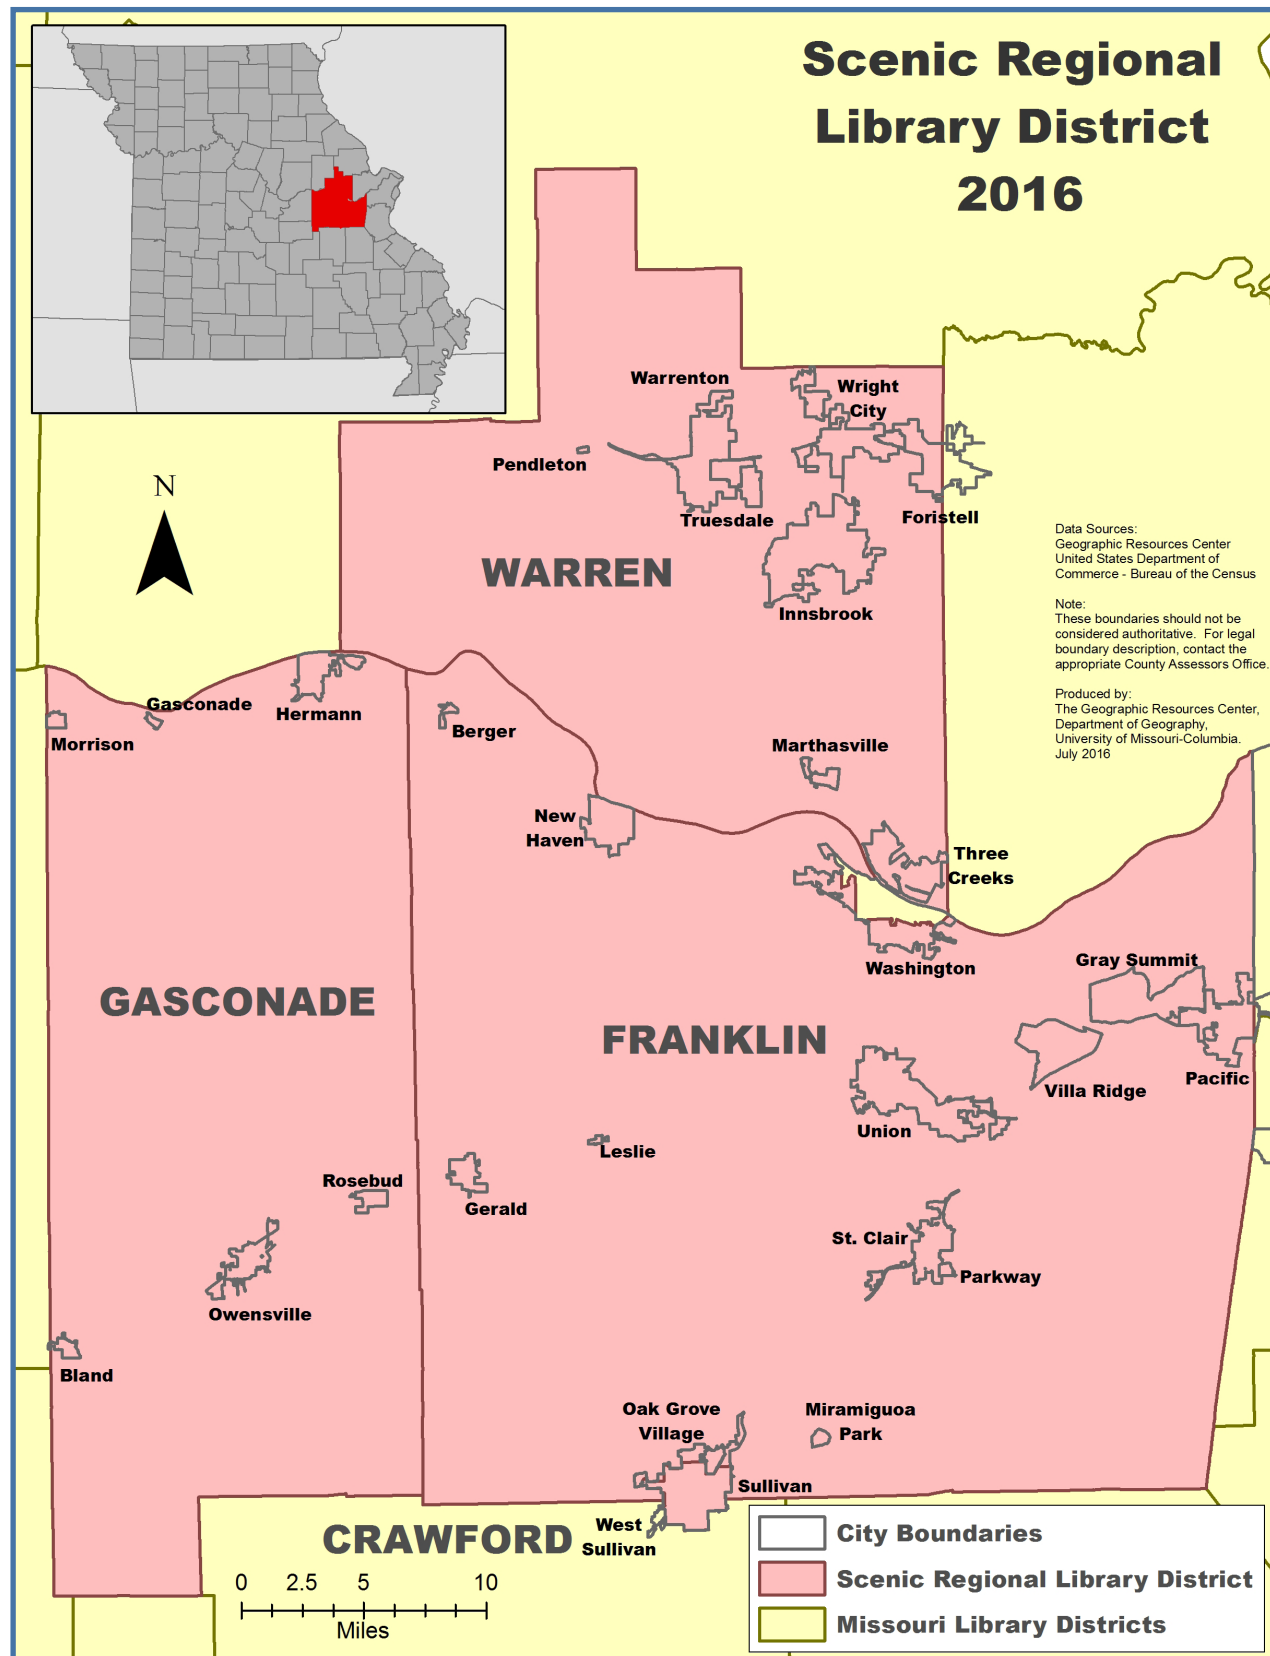 Scenic Regional
Library District
2016
Warrenton
Wright
City
Pendleton
Truesdale
Foristell
N
WARREN
Innsbrook
Data Sources:
Geographic Resources Center
United States Department of
Commerce - Bureau of the Census
Note:
These boundaries should not be
considered authoritative.  For legal
boundary description, contact the
appropriate County Assessors Office.
Produced by:
The Geographic Resources Center,
Department of Geography,
University of Missouri-Columbia.
July 2016
Gasconade
Hermann
Morrison
Berger
Marthasville
New
Haven
Three
Creeks
Washington
Gray Summit
GASCONADE
FRANKLIN
Pacific
Villa Ridge
Union
Leslie
Rosebud
Gerald
St. Clair
Parkway
Owensville
Bland
Oak Grove
Village
Miramiguoa
Park
Sullivan
West
Sullivan
CRAWFORD
0 2.5 5 10
Miles
City Boundaries
Scenic Regional Library District
Missouri Library Districts